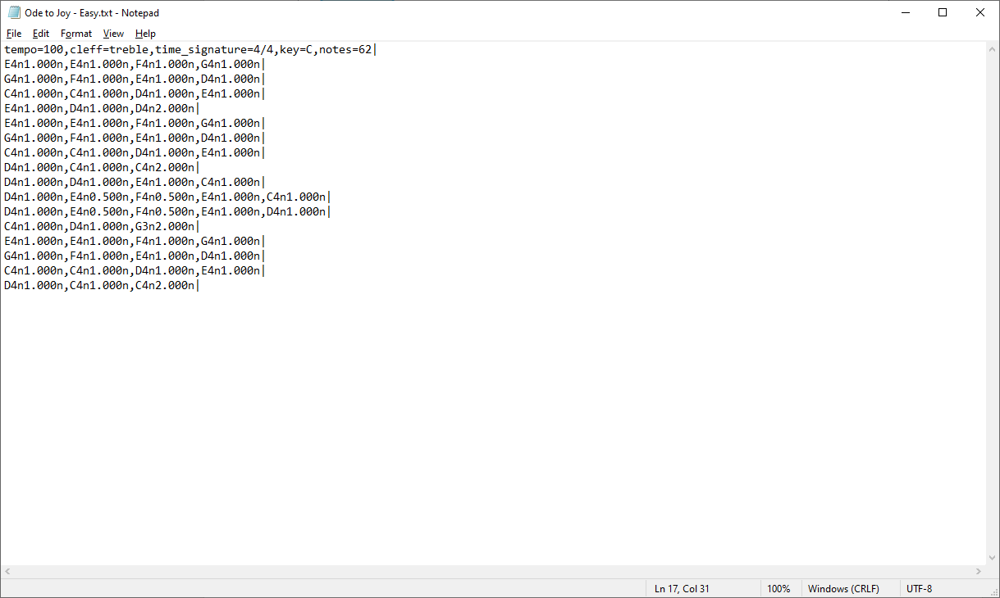 Ode to Joy - Easy.txt - Notepad
File Edit Format View Help
tempo=100,cleff=treble,time_signature=4/4,key=C,notes=62|
E4n1.000n,E4n1.000n,F4n1.000n,G4n1.000n|
G4n1.000n,F4n1.000n,E4n1.000n,D4n1.000n|
C4n1.000n,C4n1.000n,D4n1.000n,E4n1.000n|
E4n1.000n,D4n1.000n,D4n2.000n|
E4n1.000n,E4n1.000n,F4n1.000n,G4n1.000n|
G4n1.000n,F4n1.000n,E4n1.000n,D4n1.000n|
C4n1.000n,C4n1.000n,D4n1.000n,E4n1.000n|
D4n1.000n,C4n1.000n,C4n2.000n|
D4n1.000n,D4n1.000n,E4n1.000n,C4n1.000n|
D4n1.000n,E4n0.500n,F4n0.500n,E4n1.000n,C4n1.000n|
D4n1.000n,E4n0.500n,F4n0.500n,E4n1.000n,D4n1.000n|
C4n1.000n,D4n1.000n,G3n2.000n|
E4n1.000n,E4n1.000n,F4n1.000n,G4n1.000n|
G4n1.000n,F4n1.000n,E4n1.000n,D4n1.000n|
C4n1.000n,C4n1.000n,D4n1.000n,E4n1.000n|
D4n1.000n,C4n1.000n,C4n2.000n|
Ln 17, Col 31 100% Windows (CRLF) UTF-8